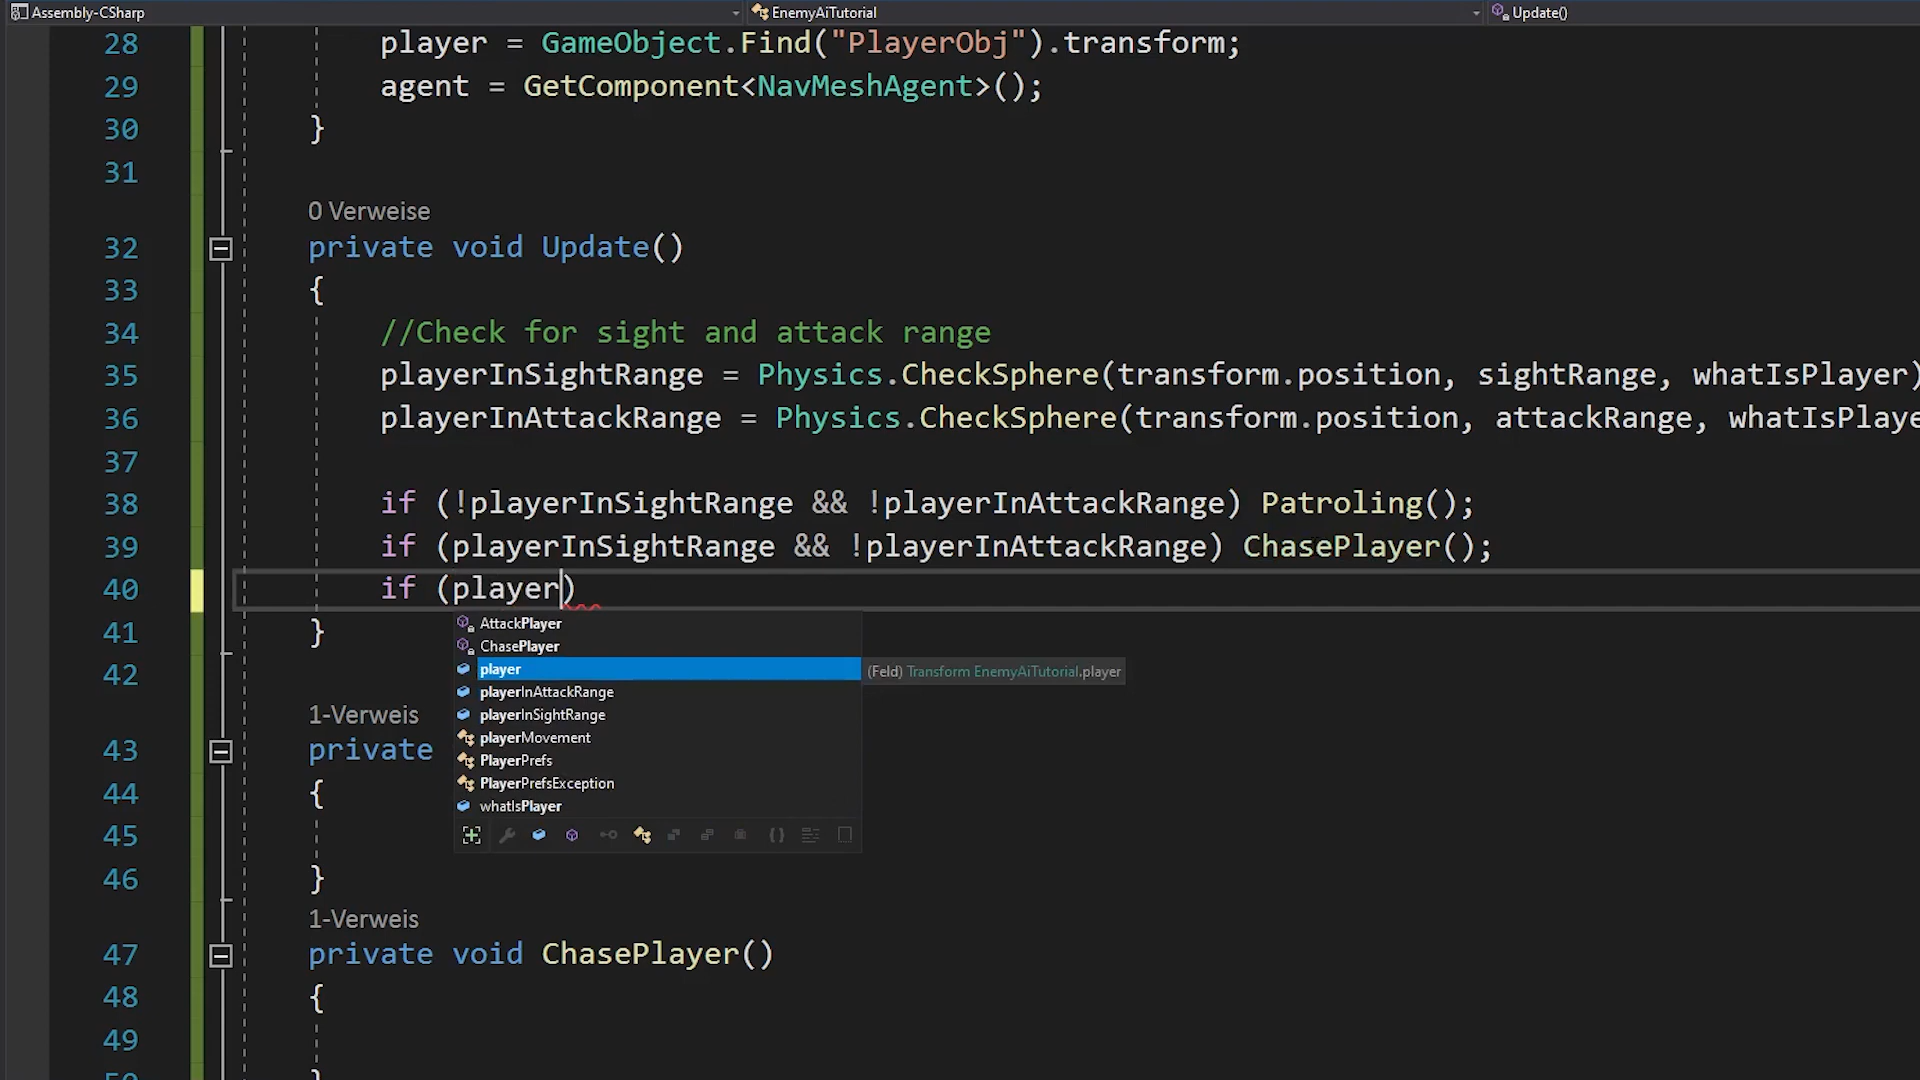 Assembly-CSharp EnemyAiTutorial Update()
28 player = GameObject.Find("PlayerObj").transform;
29 agent = GetComponent<NavMeshAgent>();
30 }
31
0 Verweise
32 private void Update()
33 {
34 //Check for sight and attack range
35 playerInSightRange = Physics.CheckSphere(transform.position, sightRange, whatIsPlayer)
36 playerInAttackRange = Physics.CheckSphere(transform.position, attackRange, whatIsPlaye
37
38 if (!playerInSightRange && !playerInAttackRange) Patroling();
39 if (playerInSightRange && !playerInAttackRange) ChasePlayer();
40 if (player)
41 }
AttackPlayer
ChasePlayer
player (Feld) Transform EnemyAiTutorial.player
playerInAttackRange
playerInSightRange
playerMovement
PlayerPrefs
PlayerPrefsException
whatIsPlayer
42
1-Verweis
43 private
44 {
45
46 }
1-Verweis
47 private void ChasePlayer()
48 {
49
50 }